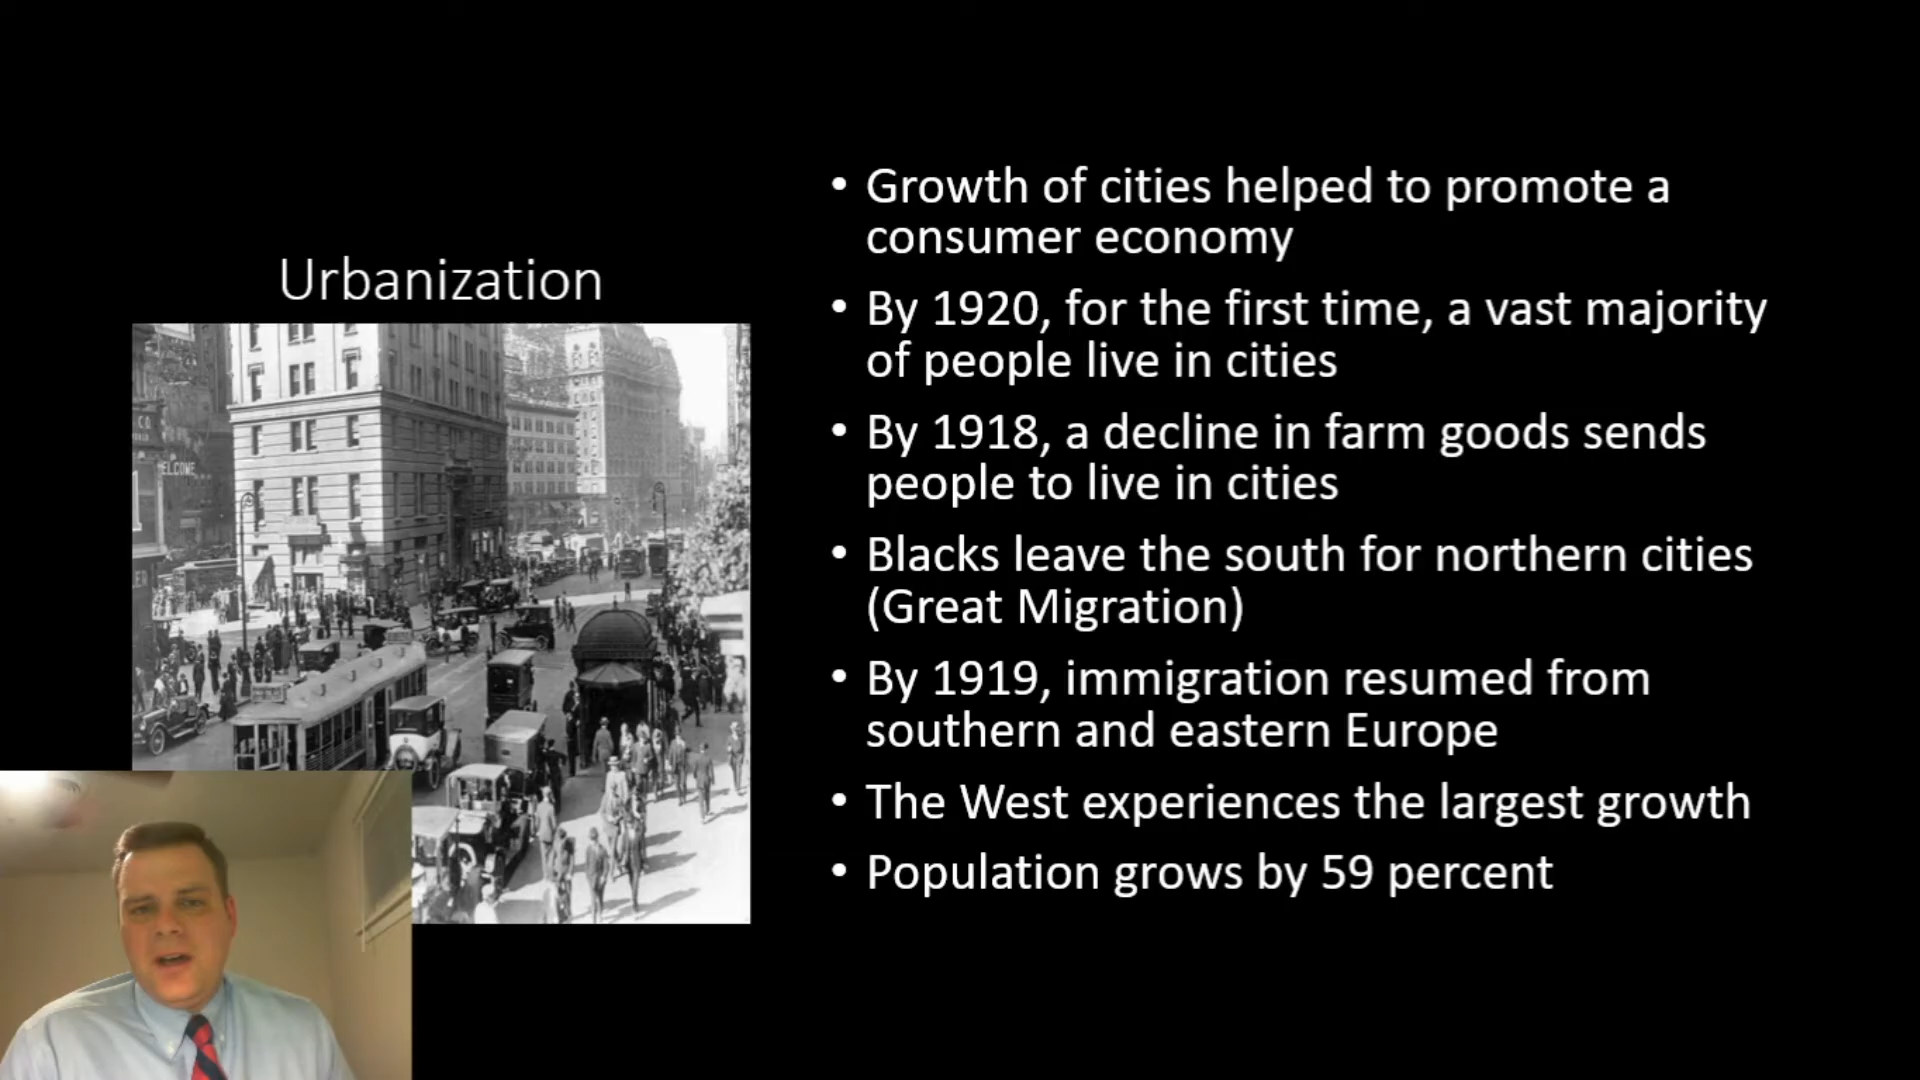 Urbanization
• Growth of cities helped to promote a
consumer economy
• By 1920, for the first time, a vast majority
of people live in cities
• By 1918, a decline in farm goods sends
people to live in cities
• Blacks leave the south for northern cities
(Great Migration)
• By 1919, immigration resumed from
southern and eastern Europe
• The West experiences the largest growth
• Population grows by 59 percent
CO
ELCOME